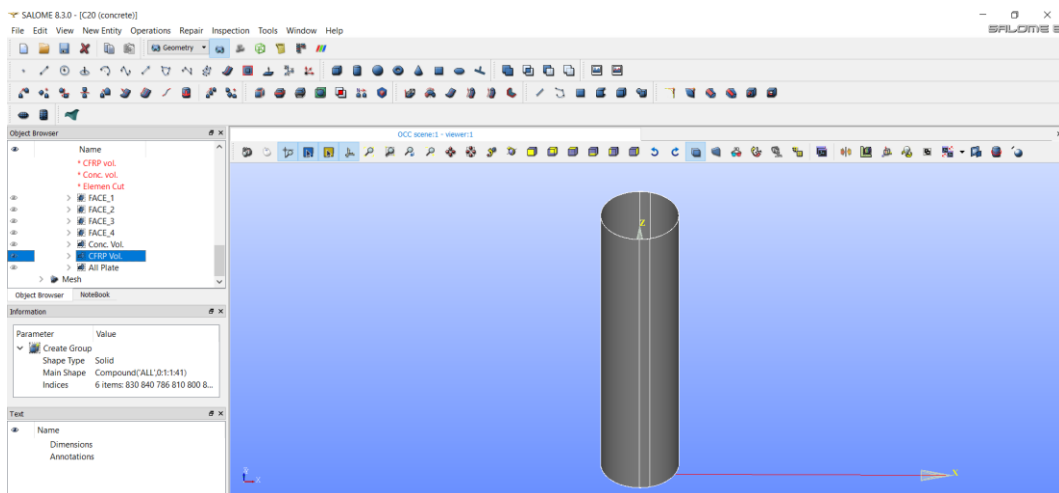 SALOME 8.3.0 - [C20 (concrete)]
File Edit View New Entity Operations Repair Inspection Tools Window Help
SALOME 8
Geometry
Object Browser
OCC scene:1 - viewer:1
Name
* CFRP vol.
* Conc. vol.
* Elemen Cut
FACE_1
FACE_2
FACE_3
FACE_4
Conc. Vol.
CFRP Vol.
All Plate
Mesh
Object Browser NoteBook
Information
Parameter Value
Create Group
Shape Type Solid
Main Shape Compound('ALL',0:1:1:41)
Indices 6 items: 830 840 786 810 800 8...
Text
Name
Dimensions
Annotations
Z
X
X